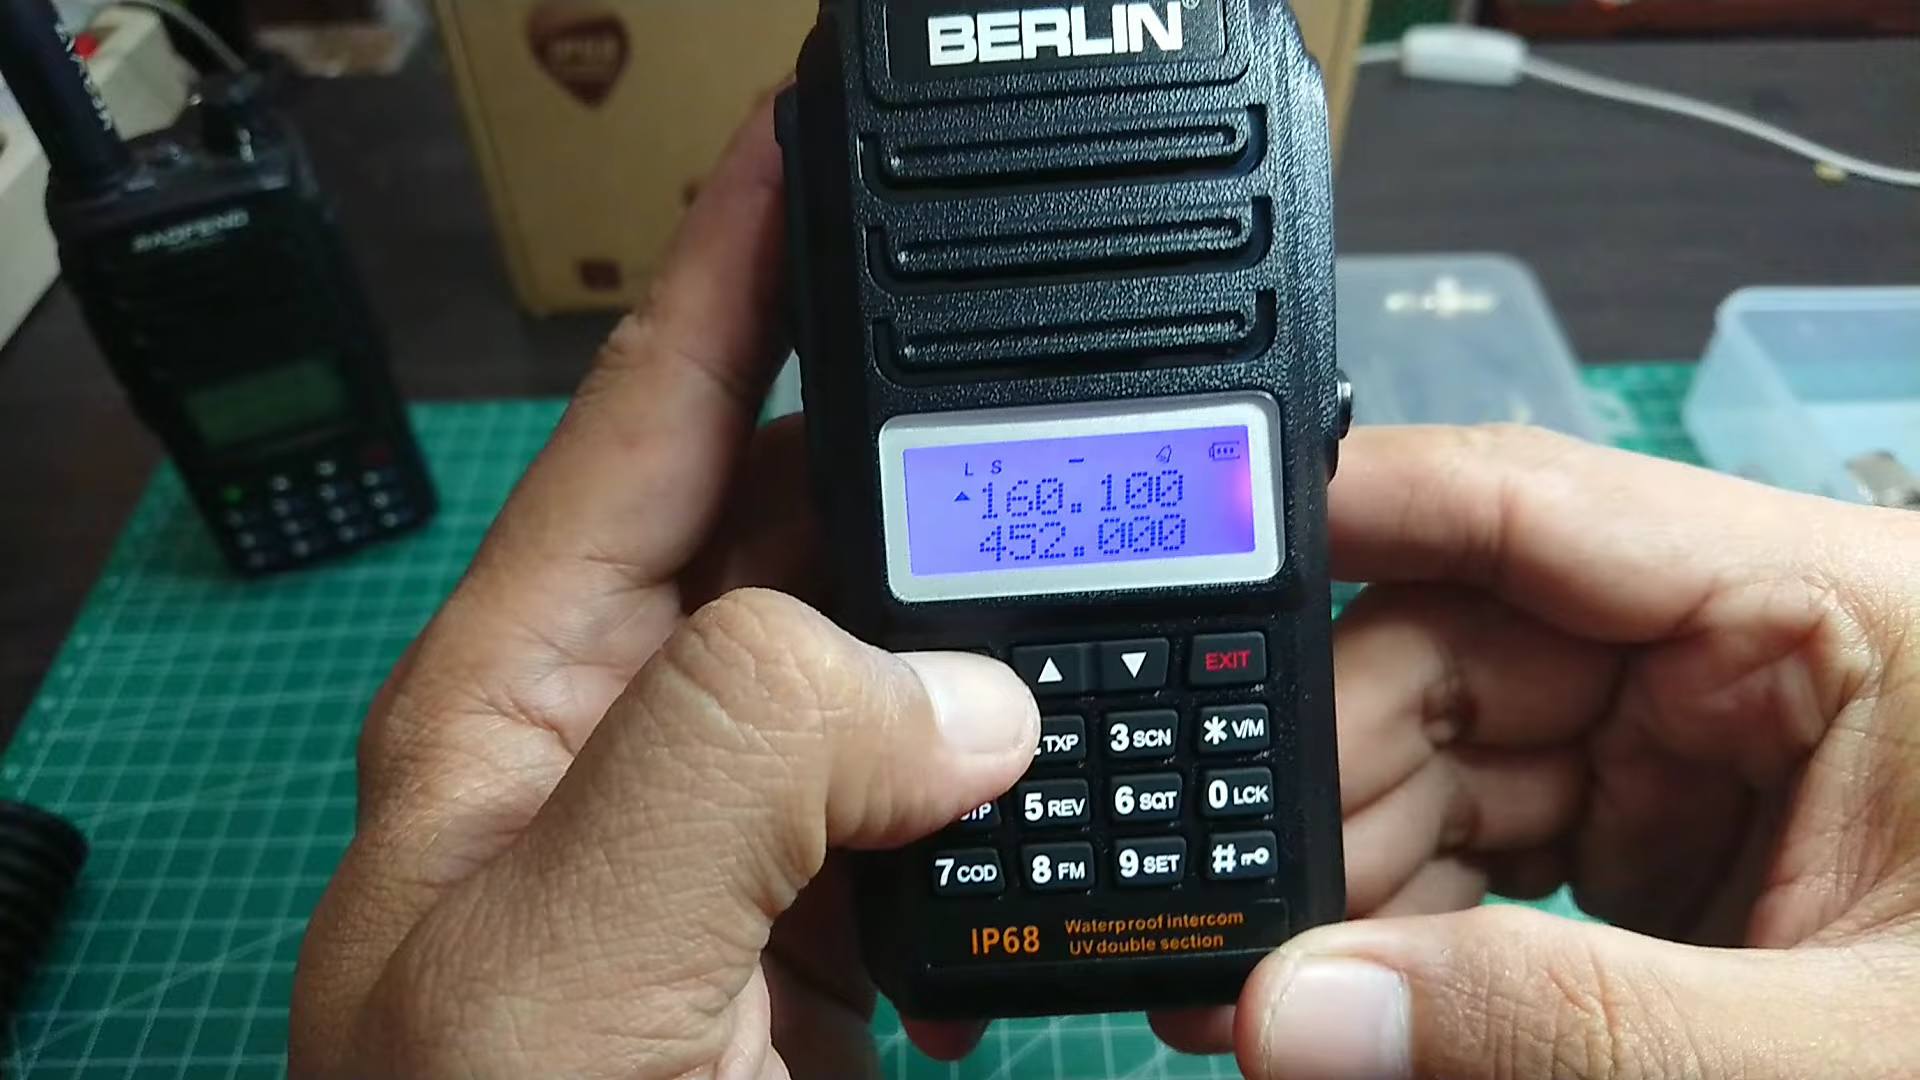 BERLIN®
BAOFENG
L S
160.100
452.000
EXIT
TXP
3 SCN
* V/M
5 REV
6 SQT
0 LCK
7 COD
8 FM
9 SET
#
IP68
Waterproof intercom
UV double section